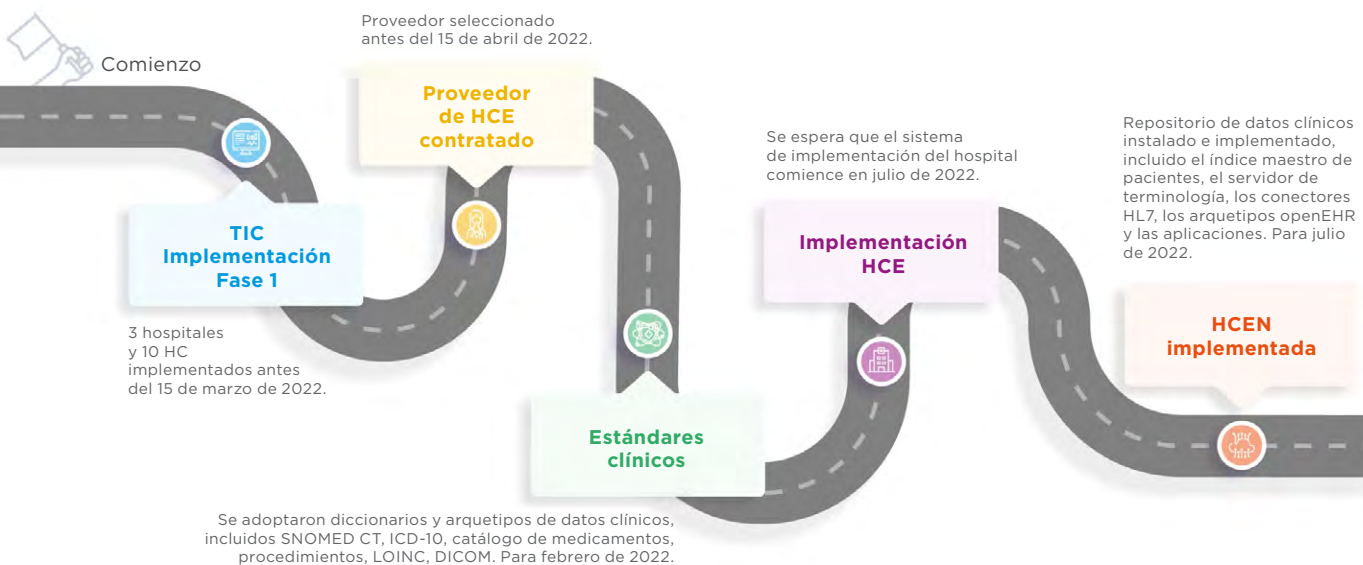 Comienzo
TIC
Implementación
Fase 1
3 hospitales
y 10 HC
implementados antes
del 15 de marzo de 2022.
Proveedor seleccionado
antes del 15 de abril de 2022.
Proveedor
de HCE
contratado
Estándares
clínicos
Se adoptaron diccionarios y arquetipos de datos clínicos,
incluidos SNOMED CT, ICD-10, catálogo de medicamentos,
procedimientos, LOINC, DICOM. Para febrero de 2022.
Se espera que el sistema
de implementación del hospital
comience en julio de 2022.
Implementación
HCE
Repositorio de datos clínicos
instalado e implementado,
incluido el índice maestro de
pacientes, el servidor de
terminología, los conectores
HL7, los arquetipos openEHR
y las aplicaciones. Para julio
de 2022.
HCEN
implementada